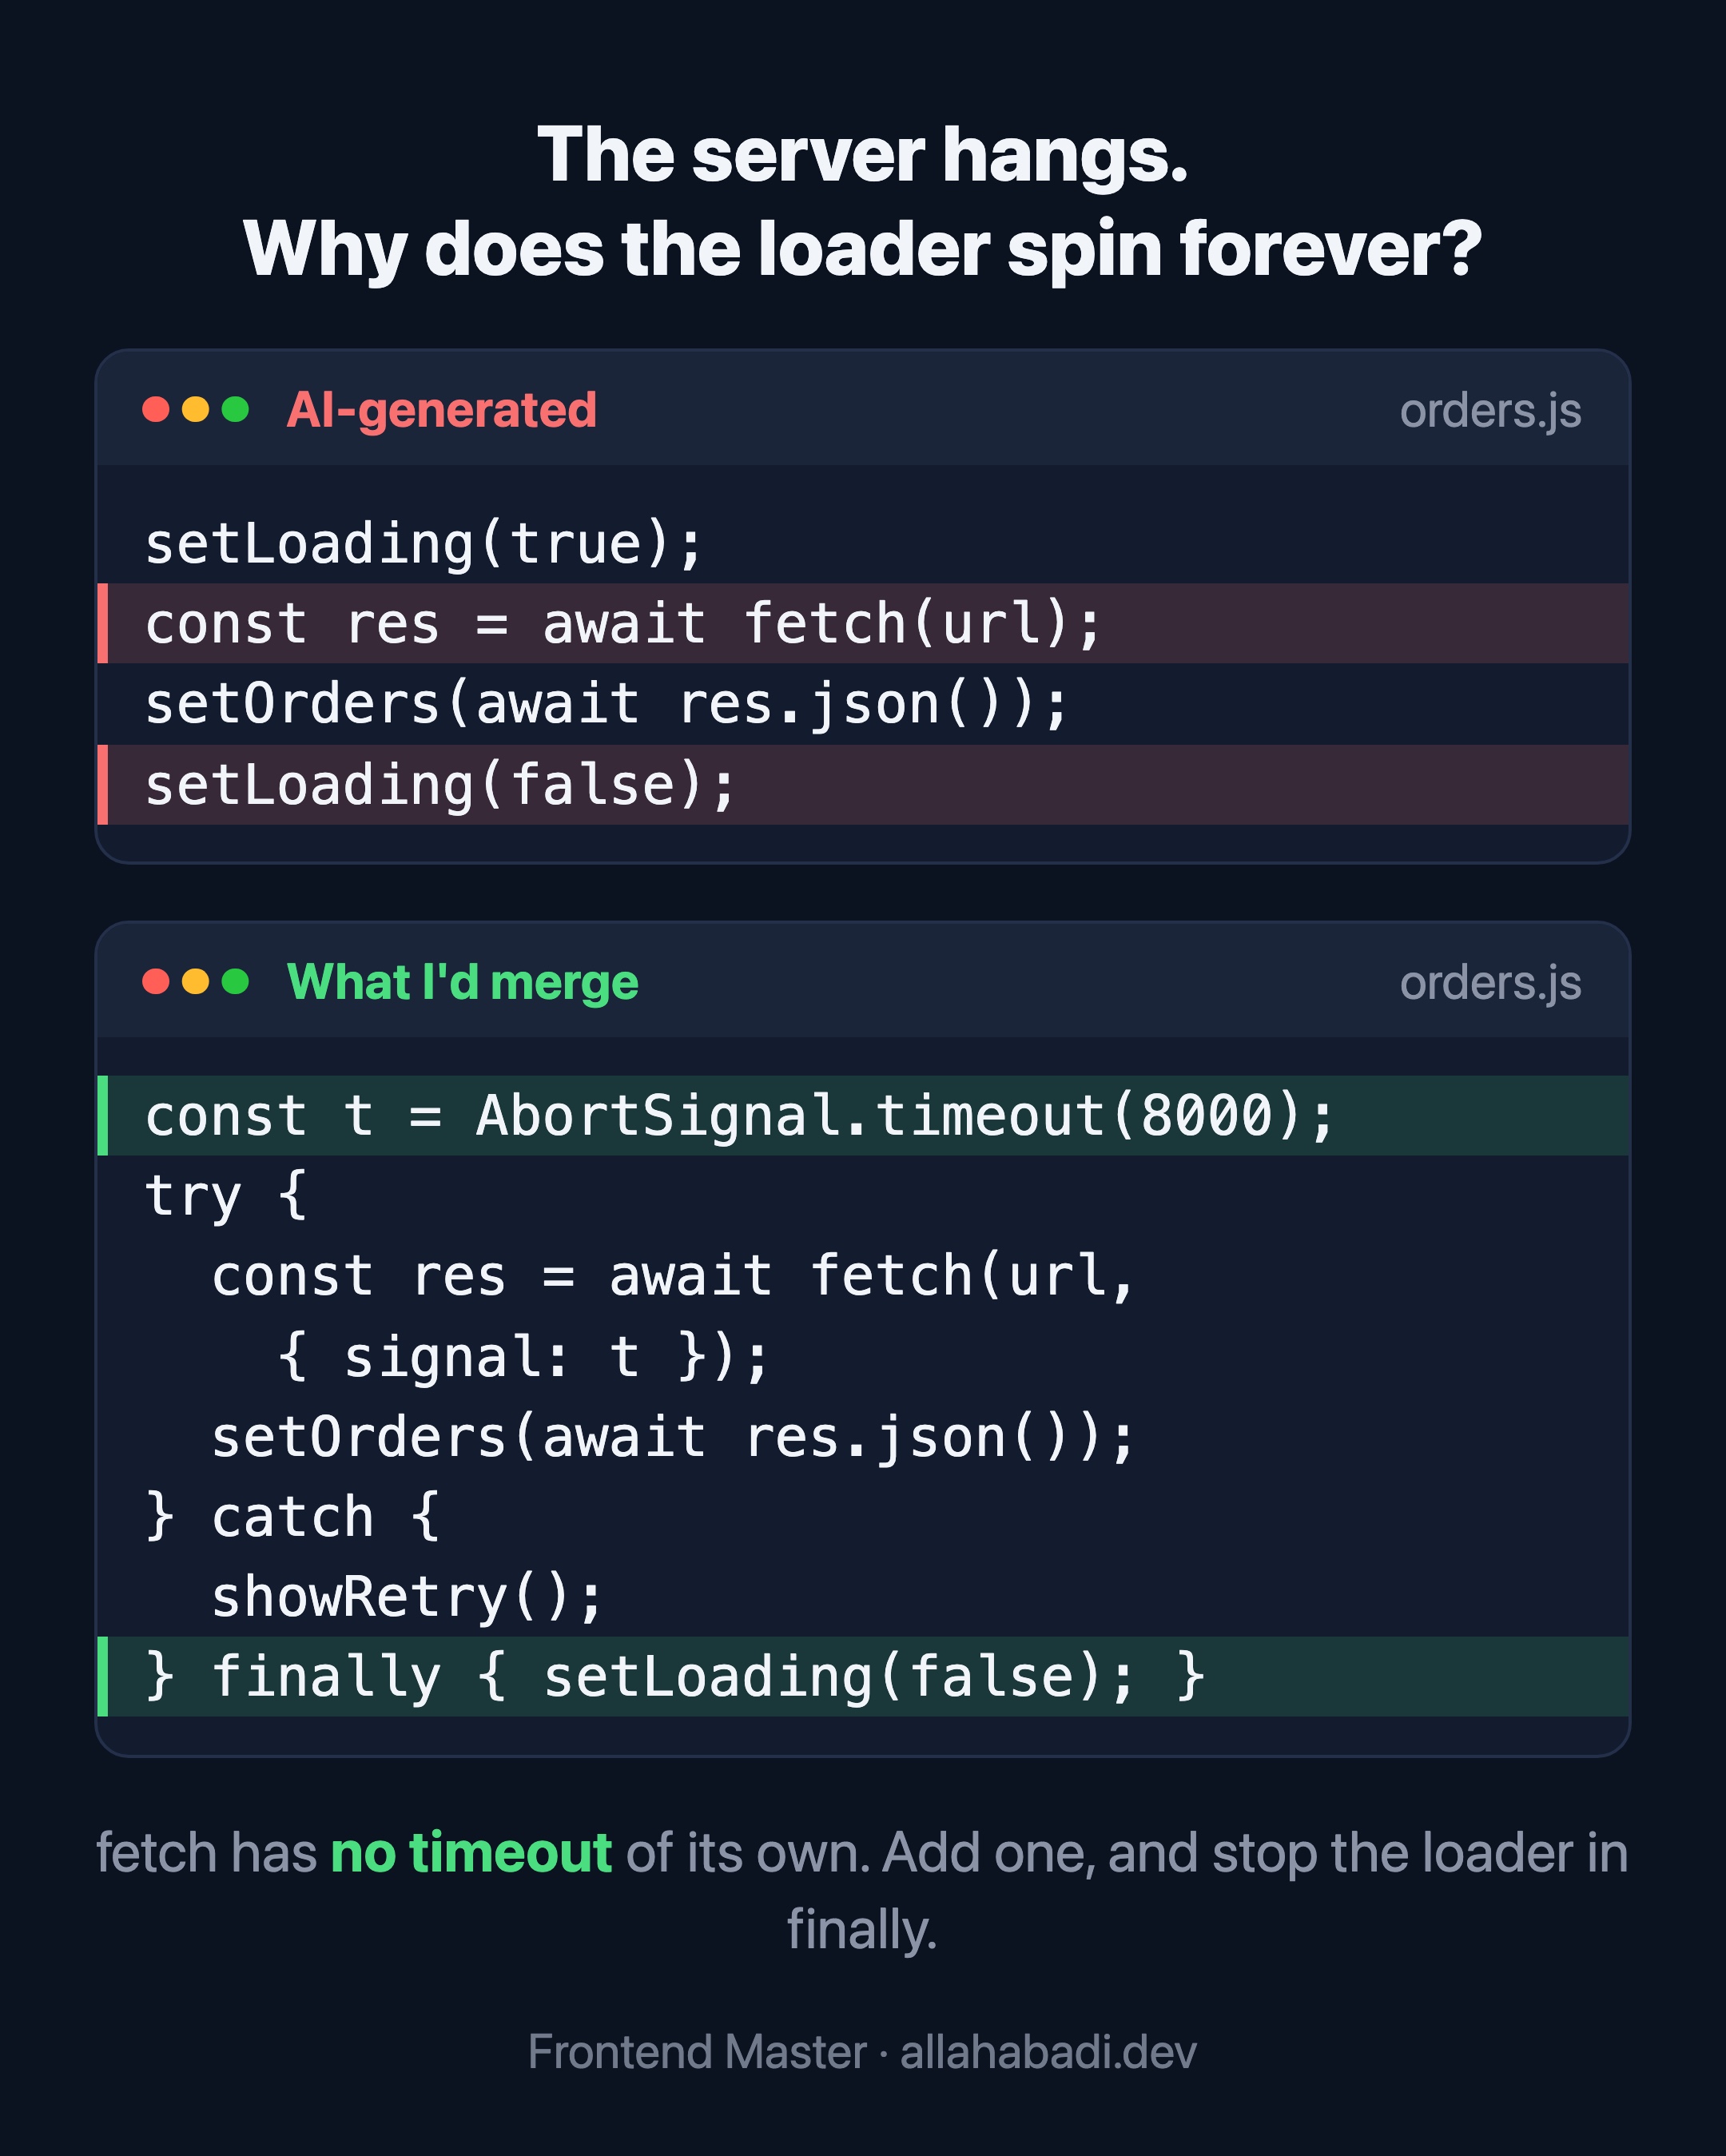 The server hangs.
Why does the loader spin forever?
AI-generated
orders.js
setLoading(true);
const res = await fetch(url);
setOrders(await res.json());
setLoading(false);
What I'd merge
orders.js
const t = AbortSignal.timeout(8000);
try {
  const res = await fetch(url,
    { signal: t });
  setOrders(await res.json());
} catch {
  showRetry();
} finally { setLoading(false); }
fetch has no timeout of its own. Add one, and stop the loader in
finally.
Frontend Master · allahabadi.dev